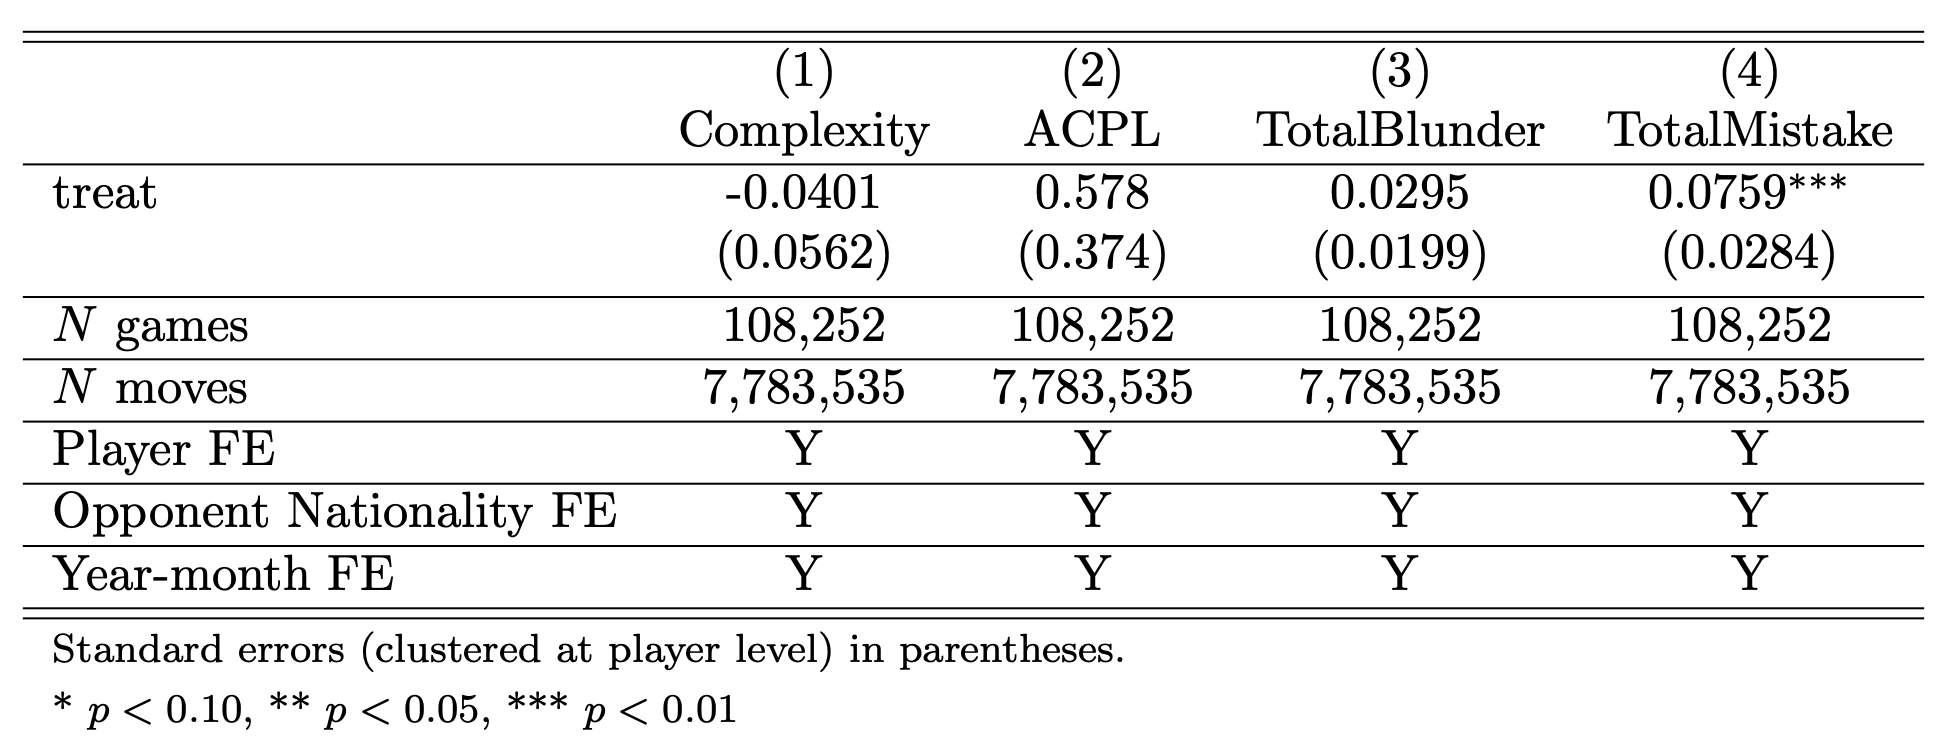 (1) (2) (3) (4)
Complexity ACPL TotalBlunder TotalMistake
treat -0.0401 0.578 0.0295 0.0759***
(0.0562) (0.374) (0.0199) (0.0284)
N games 108,252 108,252 108,252 108,252
N moves 7,783,535 7,783,535 7,783,535 7,783,535
Player FE Y Y Y Y
Opponent Nationality FE Y Y Y Y
Year-month FE Y Y Y Y
Standard errors (clustered at player level) in parentheses.
* p < 0.10, ** p < 0.05, *** p < 0.01